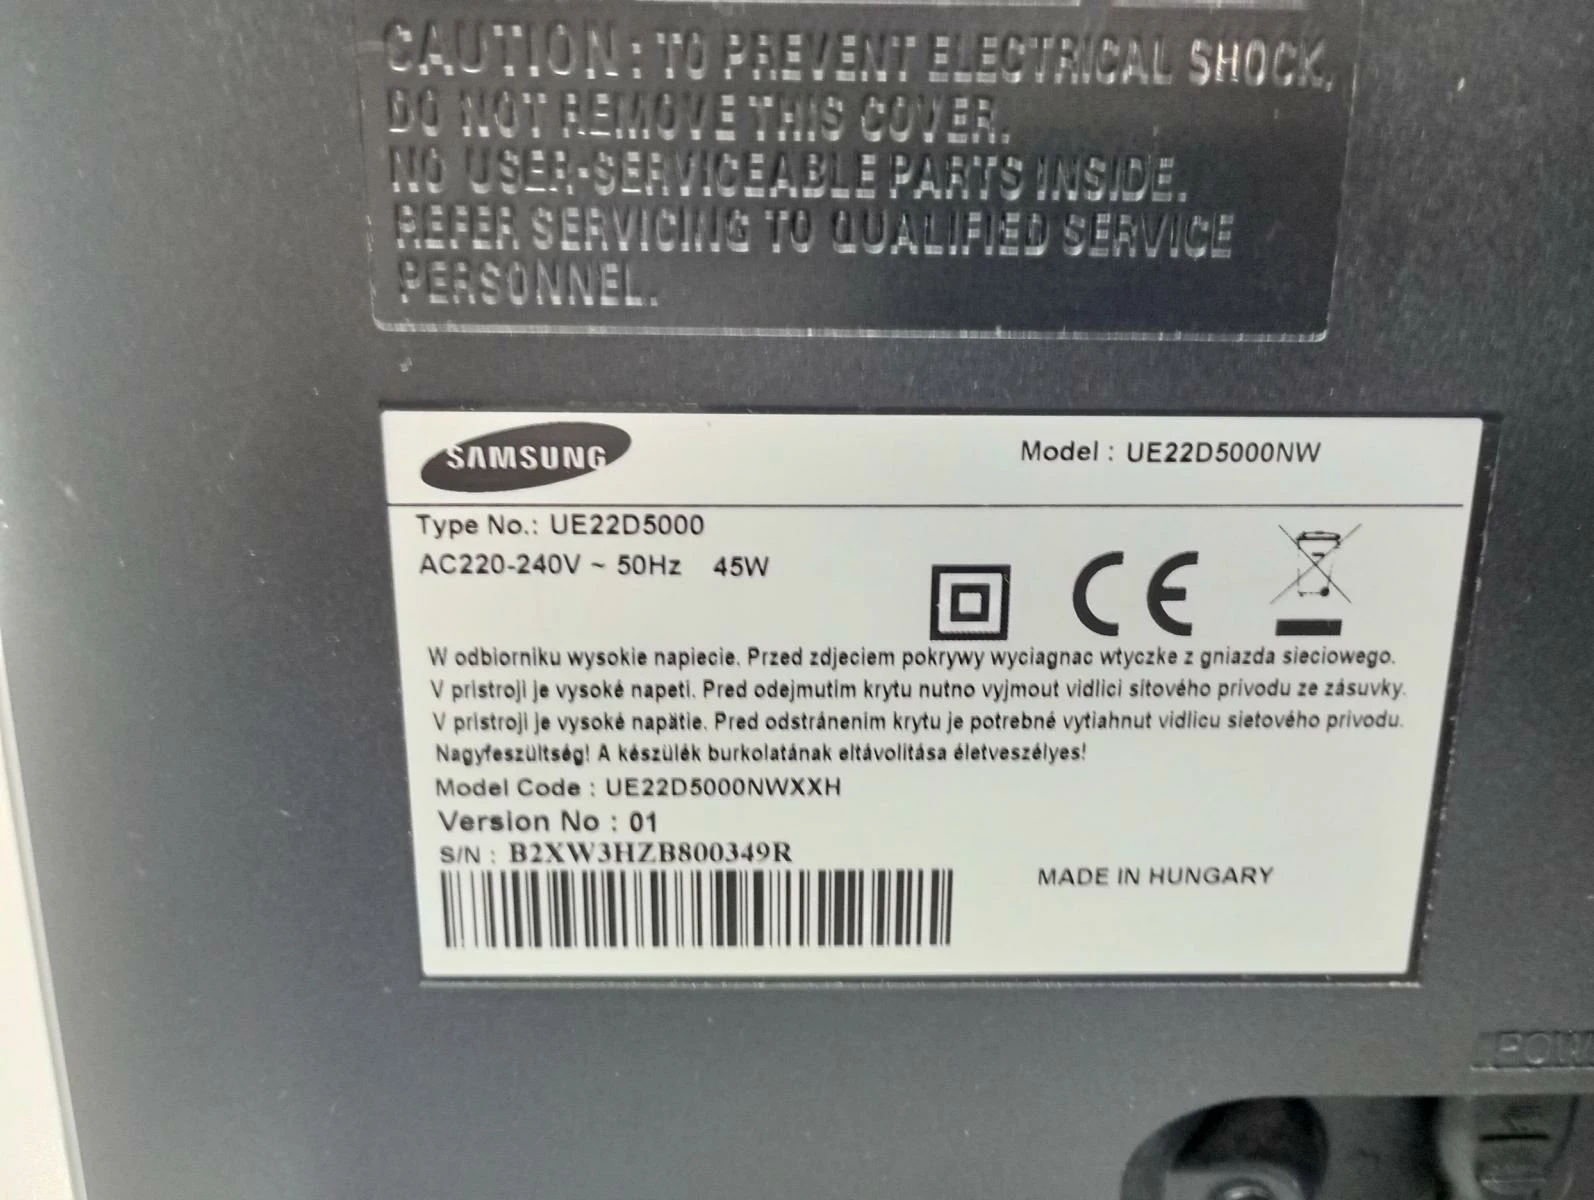 CAUTION : TO PREVENT ELECTRICAL SHOCK,
DO NOT REMOVE THIS COVER.
NO USER-SERVICEABLE PARTS INSIDE.
REFER SERVICING TO QUALIFIED SERVICE
PERSONNEL.
SAMSUNG
Model : UE22D5000NW
Type No.: UE22D5000
AC220-240V ~ 50Hz 45W
CE
W odbiorniku wysokie napiecie. Przed zdjeciem pokrywy wyciagnac wtyczke z gniazda sieciowego.
V pristroji je vysoké napeti. Pred odejmutim krytu nutno vyjmout vidlici sitového privodu ze zásuvky.
V pristroji je vysoké napätie. Pred odstránenim krytu je potrebné vytiahnut vidlicu sietového privodu.
Nagyfeszültség! A készülék burkolatának eltávolitása életveszélyes!
Model Code : UE22D5000NWXXH
Version No : 01
S/N : B2XW3HZB800349R
MADE IN HUNGARY